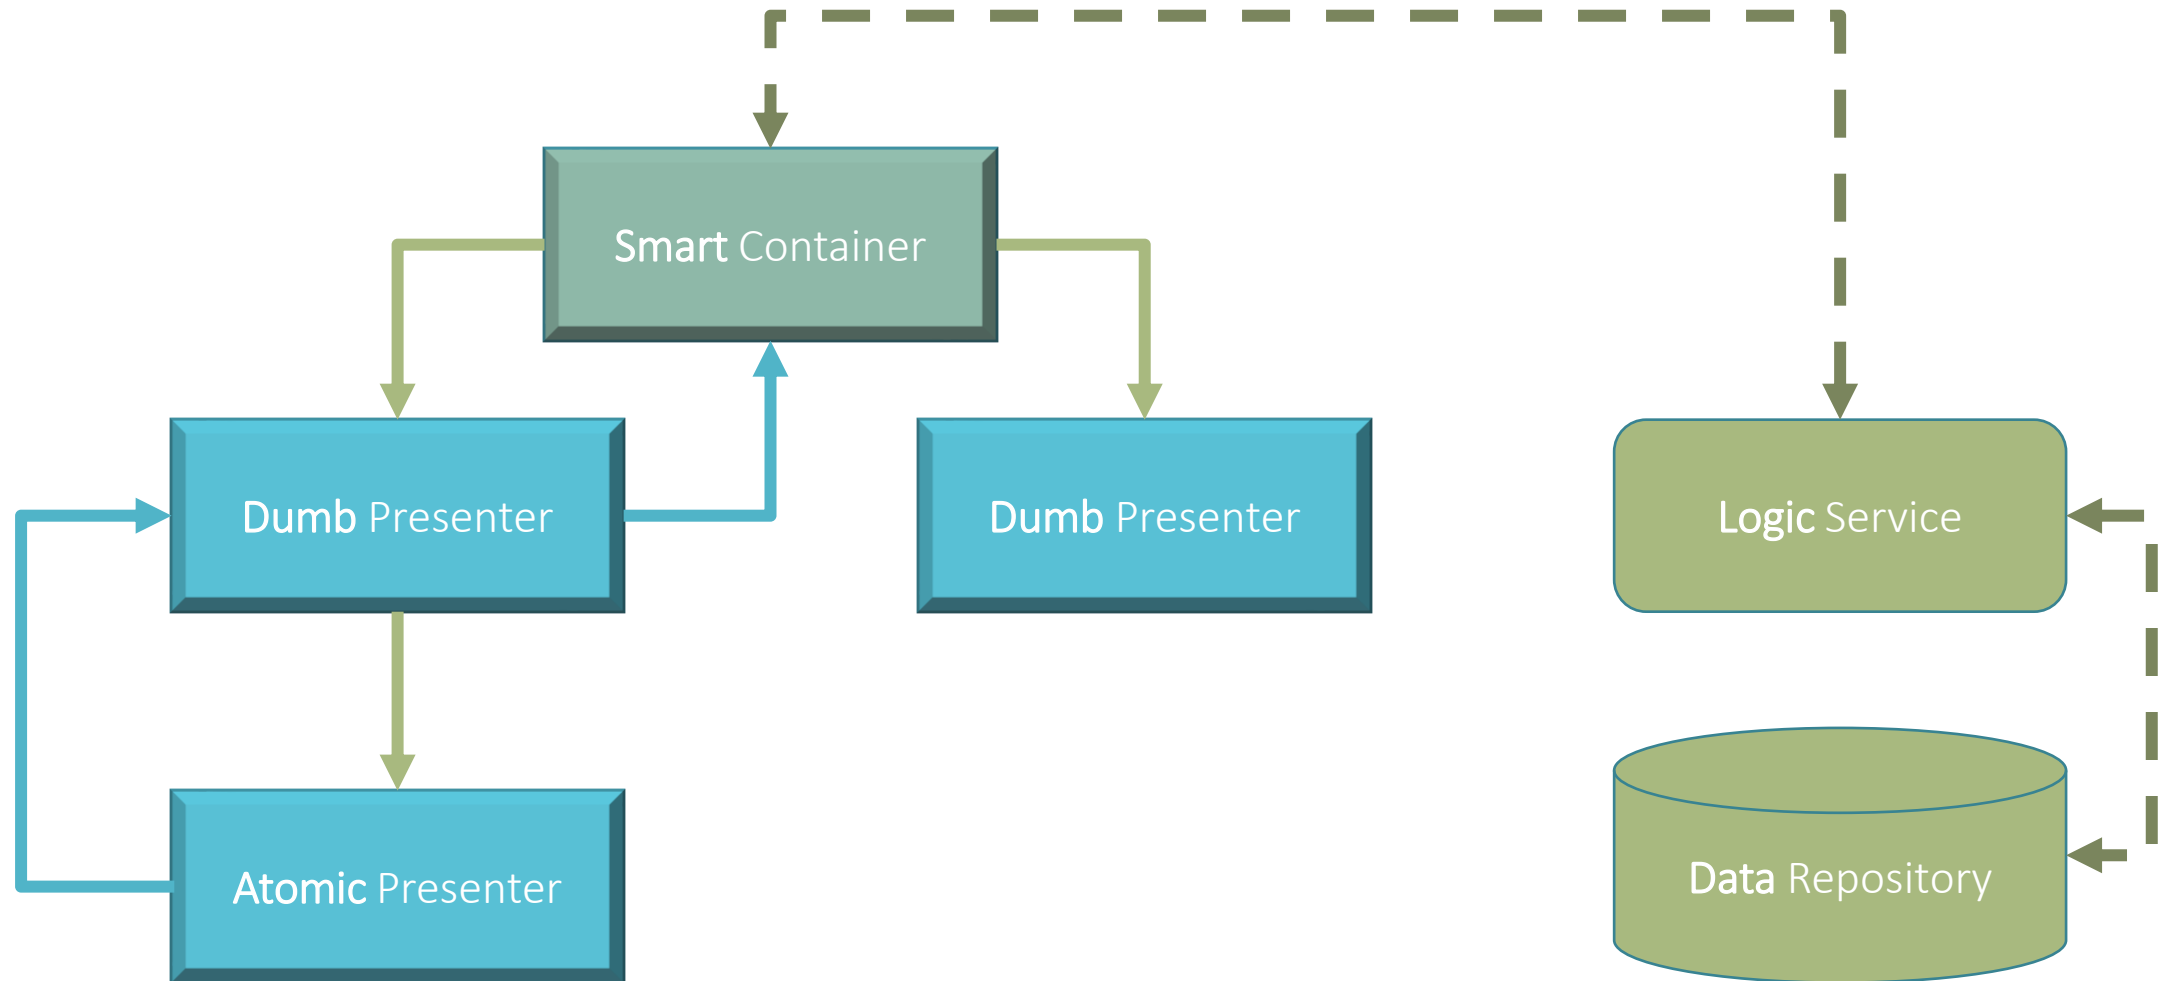 Smart Container
Dumb Presenter
Dumb Presenter
Logic Service
Atomic Presenter
Data Repository